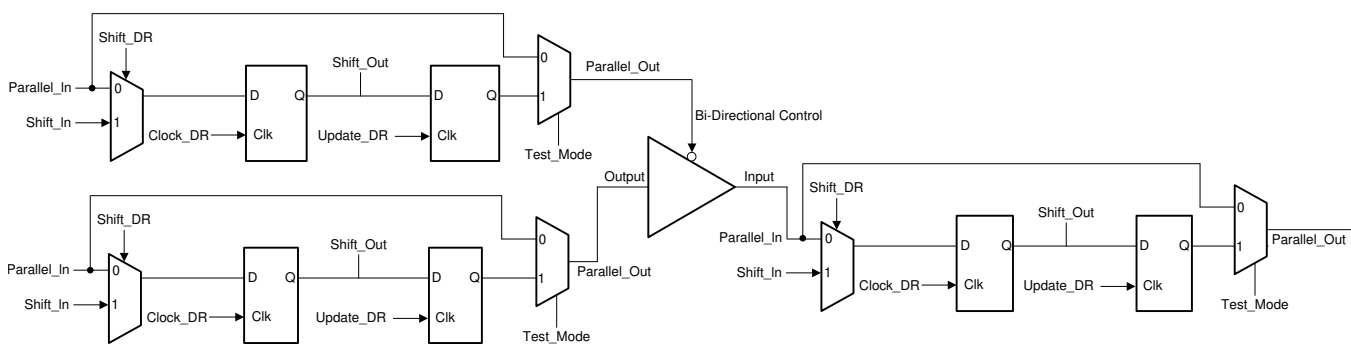 Shift_DR
Parallel_In
0
Shift_In
1
D
Q
Clock_DR
Clk
Shift_Out
D
Q
Update_DR
Clk
0
1
Test_Mode
Parallel_Out
Bi-Directional Control
Output
Input
Shift_DR
Parallel_In
0
Shift_In
1
D
Q
Clock_DR
Clk
Shift_Out
D
Q
Update_DR
Clk
0
1
Test_Mode
Parallel_Out
Shift_DR
Parallel_In
0
Shift_In
1
D
Q
Clock_DR
Clk
Shift_Out
D
Q
Update_DR
Clk
0
1
Test_Mode
Parallel_Out